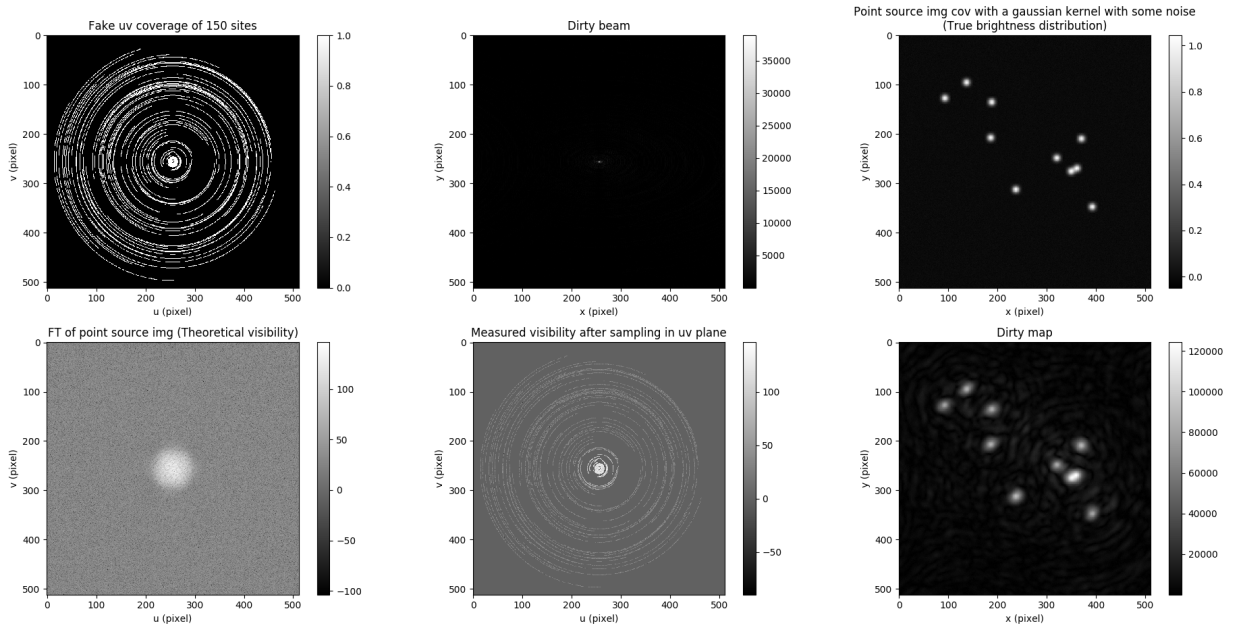 Fake uv coverage of 150 sites
0
100
200
300
400
500
v (pixel)
0 100 200 300 400 500
u (pixel)
1.0
0.8
0.6
0.4
0.2
0.0
Dirty beam
0
100
200
300
400
500
y (pixel)
0 100 200 300 400 500
x (pixel)
35000
30000
25000
20000
15000
10000
5000
Point source img cov with a gaussian kernel with some noise
(True brightness distribution)
0
100
200
300
400
500
y (pixel)
0 100 200 300 400 500
x (pixel)
1.0
0.8
0.6
0.4
0.2
0.0
FT of point source img (Theoretical visibility)
0
100
200
300
400
500
v (pixel)
0 100 200 300 400 500
u (pixel)
100
50
0
−50
−100
Measured visibility after sampling in uv plane
0
100
200
300
400
500
v (pixel)
0 100 200 300 400 500
u (pixel)
100
50
0
−50
Dirty map
0
100
200
300
400
500
y (pixel)
0 100 200 300 400 500
x (pixel)
120000
100000
80000
60000
40000
20000